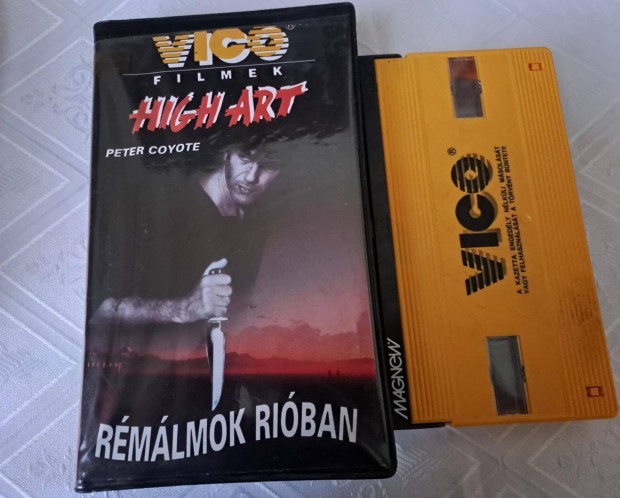 VICO
FILMEK
HIGH ART
PETER COYOTE
RÉMÁLMOK RIÓBAN
VICO®
A KAZETTA ENGEDÉLY NÉLKÜLI MÁSOLÁSÁT
VAGY FELHASZNÁLÁSÁT A TÖRVÉNY BÜNTETI!
MAGNEW